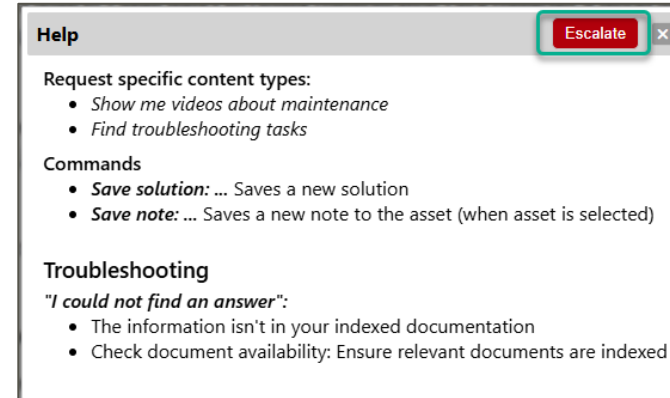 Help
Escalate
×
Request specific content types:
• Show me videos about maintenance
• Find troubleshooting tasks
Commands
• Save solution: ... Saves a new solution
• Save note: ... Saves a new note to the asset (when asset is selected)
Troubleshooting
"I could not find an answer":
• The information isn't in your indexed documentation
• Check document availability: Ensure relevant documents are indexed